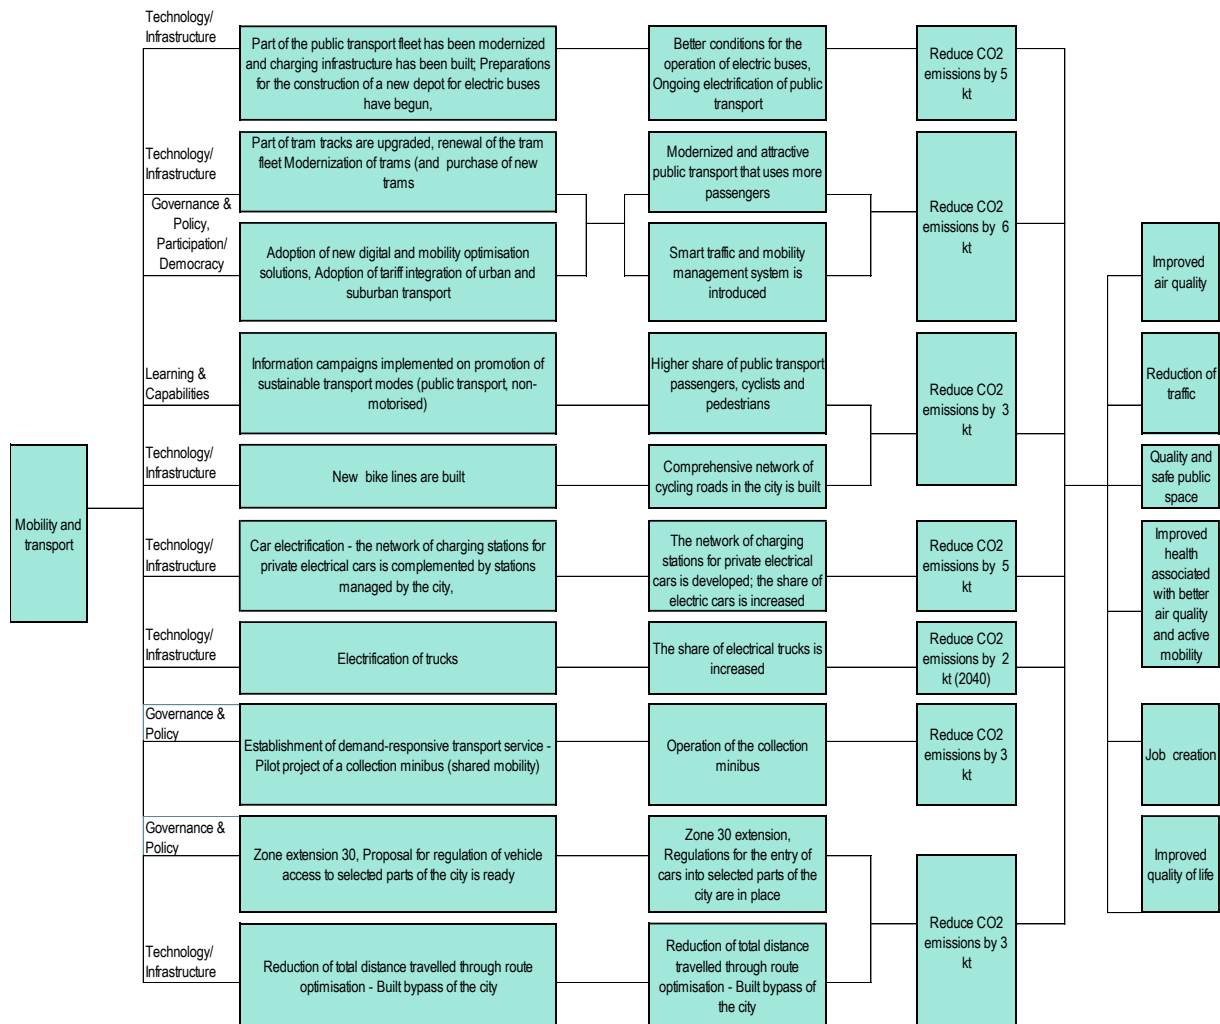 Technology/
Infrastructure
Part of the public transport fleet has been modernized
and charging infrastructure has been built; Preparations
for the construction of a new depot for electric buses
have begun,
Better conditions for the
operation of electric buses,
Ongoing electrification of public
transport
Reduce CO2
emissions by 5
kt
Technology/
Infrastructure
Part of tram tracks are upgraded, renewal of the tram
fleet Modernization of trams (and purchase of new
trams
Modernized and attractive
public transport that uses more
passengers
Reduce CO2
emissions by 6
kt
Governance &
Policy,
Participation/
Democracy
Adoption of new digital and mobility optimisation
solutions, Adoption of tariff integration of urban and
suburban transport
Smart traffic and mobility
management system is
introduced
Learning &
Capabilities
Information campaigns implemented on promotion of
sustainable transport modes (public transport, non-
motorised)
Higher share of public transport
passengers, cyclists and
pedestrians
Reduce CO2
emissions by 3
kt
Technology/
Infrastructure
New bike lines are built
Comprehensive network of
cycling roads in the city is built
Mobility and
transport
Technology/
Infrastructure
Car electrification - the network of charging stations for
private electrical cars is complemented by stations
managed by the city,
The network of charging
stations for private electrical
cars is developed; the share of
electric cars is increased
Reduce CO2
emissions by 5
kt
Technology/
Infrastructure
Electrification of trucks
The share of electrical trucks is
increased
Reduce CO2
emissions by 2
kt (2040)
Governance &
Policy
Establishment of demand-responsive transport service -
Pilot project of a collection minibus (shared mobility)
Operation of the collection
minibus
Reduce CO2
emissions by 3
kt
Governance &
Policy
Zone extension 30, Proposal for regulation of vehicle
access to selected parts of the city is ready
Zone 30 extension,
Regulations for the entry of
cars into selected parts of the
city are in place
Reduce CO2
emissions by 3
kt
Technology/
Infrastructure
Reduction of total distance travelled through route
optimisation - Built bypass of the city
Reduction of total distance
travelled through route
optimisation - Built bypass of
the city
Improved
air quality
Reduction of
traffic
Quality and
safe public
space
Improved
health
associated
with better
air quality
and active
mobility
Job creation
Improved
quality of life